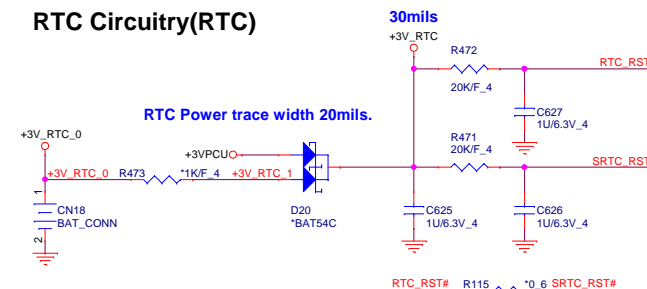 RTC Circuitry(RTC)
30mils
+3V_RTC
R472
RTC_RST
20K/F_4
C627
1U/6.3V_4
RTC Power trace width 20mils.
R471
20K/F_4
+3V_RTC_0
+3VPCU
SRTC_RST
+3V_RTC_0
R473
*1K/F_4
+3V_RTC_1
1
CN18
BAT_CONN
2
D20
*BAT54C
C625
1U/6.3V_4
C626
1U/6.3V_4
RTC_RST# R115 *0_6 SRTC_RST#